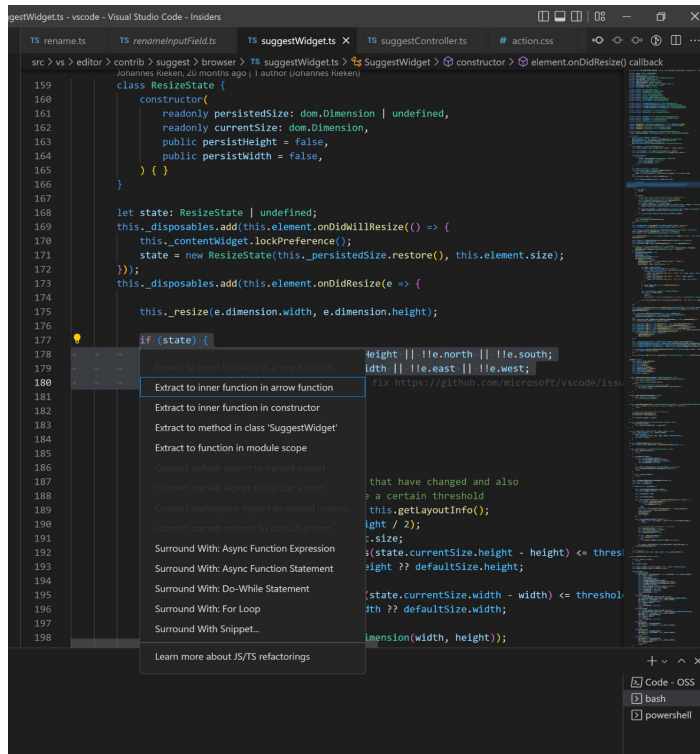 gestWidget.ts - vscode - Visual Studio Code - Insiders
TS rename.ts TS renameInputField.ts TS suggestWidget.ts TS suggestController.ts # action.css
src > vs > editor > contrib > suggest > browser > TS suggestWidget.ts > SuggestWidget > constructor > element.onDidResize() callback
Johannes Rieken, 20 months ago | 1 author (Johannes Rieken)
159 class ResizeState {
160 constructor(
161 readonly persistedSize: dom.Dimension | undefined,
162 readonly currentSize: dom.Dimension,
163 public persistHeight = false,
164 public persistWidth = false,
165 ) { }
166 }
167
168 let state: ResizeState | undefined;
169 this._disposables.add(this.element.onDidWillResize(() => {
170 this._contentWidget.lockPreference();
171 state = new ResizeState(this._persistedSize.restore(), this.element.size);
172 }));
173 this._disposables.add(this.element.onDidResize(e => {
174
175 this._resize(e.dimension.width, e.dimension.height);
176
177 if (state) {
178 Height || !!e.north || !!e.south;
179 idth || !!e.east || !!e.west;
Extract to inner function in arrow function
180 fix https://github.com/microsoft/vscode/issu
Extract to inner function in arrow function
181
182
Extract to inner function in constructor
183
Extract to method in class 'SuggestWidget'
184
185
Extract to function in module scope
186
Convert default export to named export
187
188 that have changed and also
Convert named export to default export
189 e a certain threshold
Convert namespace import to named imports
190 this.getLayoutInfo();
191 ight / 2);
Convert named imports to default import
192 t.size;
Surround With: Async Function Expression
193 s(state.currentSize.height - height) <= thres
Surround With: Async Function Statement
194 eight ?? defaultSize.height;
Surround With: Do-While Statement
195 (state.currentSize.width - width) <= threshol
196 dth ?? defaultSize.width;
Surround With: For Loop
197
Surround With Snippet...
198 imension(width, height));
Learn more about JS/TS refactorings
Code - OSS
bash
powershell